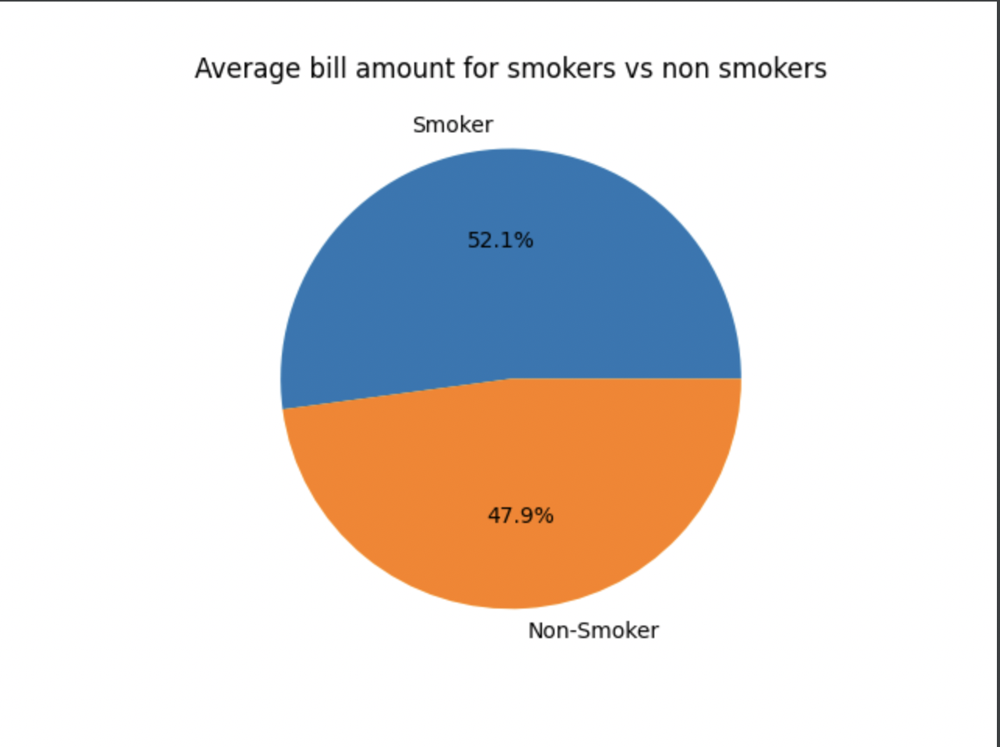 Average bill amount for smokers vs non smokers
Smoker
52.1%
47.9%
Non-Smoker